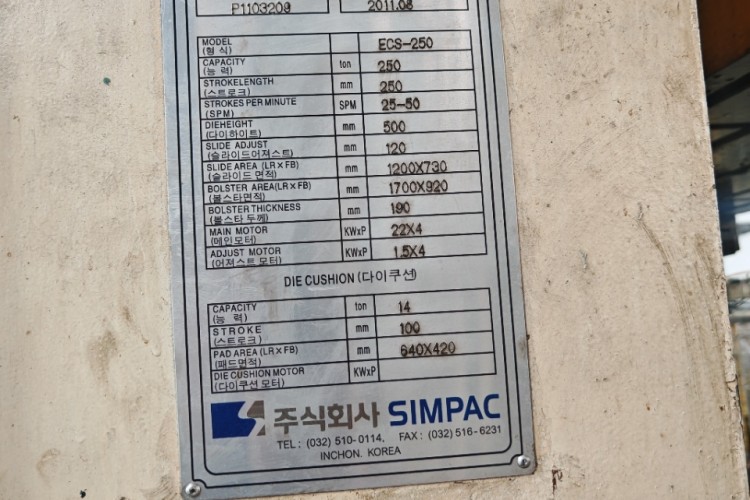 P1103209 2011.08
MODEL ECS-250
(형 식)
CAPACITY ton 250
(능 력)
STROKELENGTH mm 250
(스트로크)
STROKES PER MINUTE SPM 25-50
(SPM)
DIEHEIGHT mm 500
(다이하이트)
SLIDE ADJUST mm 120
(슬라이드어져스트)
SLIDE AREA (LR X FB) mm 1200X730
(슬라이드 면적)
BOLSTER AREA(LR X FB) mm 1700X920
(볼스타면적)
BOLSTER THICKNESS mm 190
(볼스타 두께)
MAIN MOTOR KWxP 22X4
(메인모터)
ADJUST MOTOR KWxP 1.5X4
(어져스트 모터)
DIE CUSHION (다이쿠션)
CAPACITY ton 14
(능 력)
STROKE mm 100
(스트로크)
PAD AREA (LR X FB) mm 640X420
(패드면적)
DIE CUSHION MOTOR KWxP
(다이쿠션 모터)
주식회사 SIMPAC
TEL : (032) 510-0114, FAX : (032) 516-6231
INCHON. KOREA